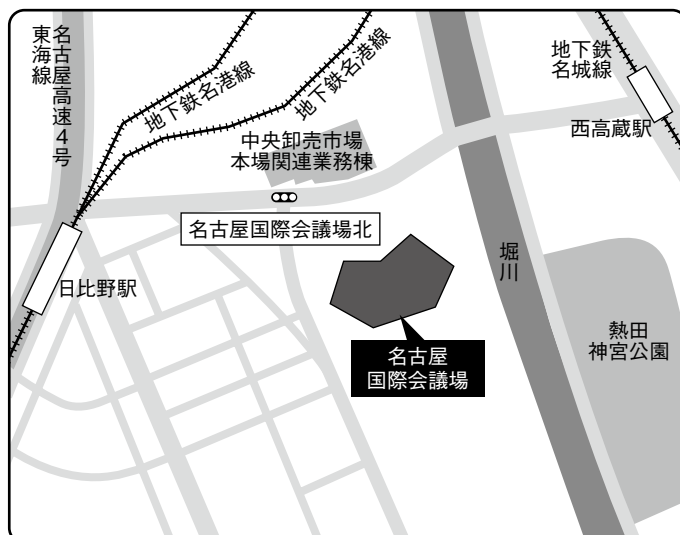 名古屋高速4号
東海線
地下鉄名港線
地下鉄名港線
地下鉄
名城線
西高蔵駅
中央卸売市場
本場関連業務棟
名古屋国際会議場北
日比野駅
堀川
熱田
神宮公園
名古屋
国際会議場